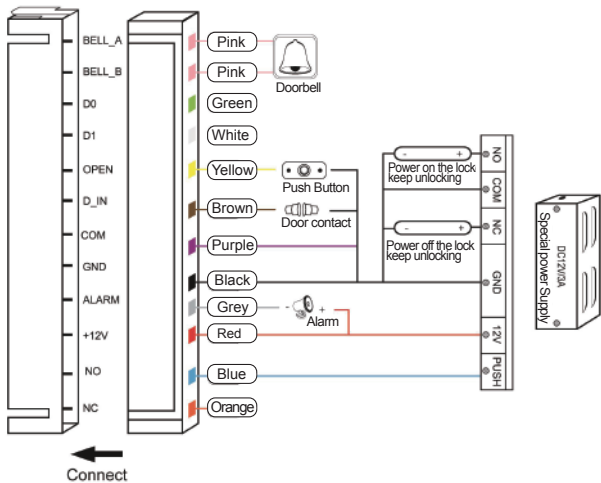 BELL_A
Pink
BELL_B
Pink
Doorbell
D0
Green
D1
White
OPEN
Yellow
Push Button
D_IN
Brown
Door contact
COM
Purple
GND
Black
ALARM
Grey
- +
Alarm
+12V
Red
NO
Blue
NC
Orange
Connect
- +
Power on the lock
keep unlocking
- +
Power off the lock
keep unlocking
NO
COM
NC
GND
12V
PUSH
DC12V/3A
Special power Supply